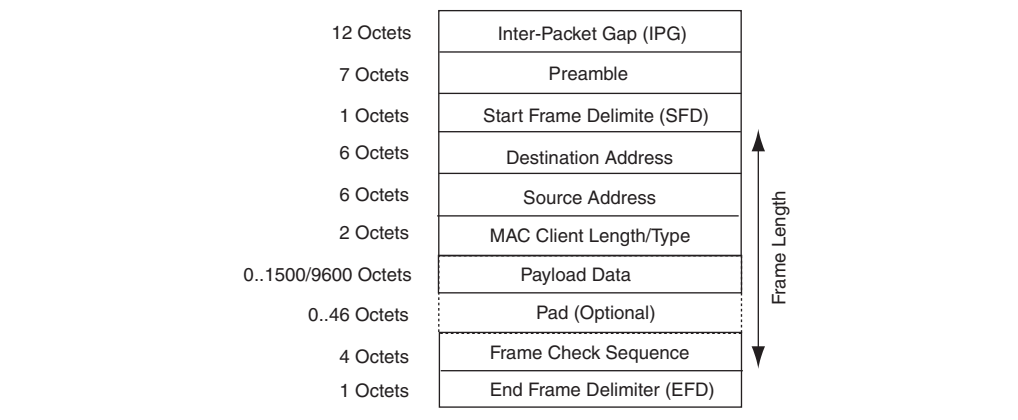 12 Octets Inter-Packet Gap (IPG)
7 Octets Preamble
1 Octets Start Frame Delimite (SFD)
6 Octets Destination Address
6 Octets Source Address
2 Octets MAC Client Length/Type
0..1500/9600 Octets Payload Data
0..46 Octets Pad (Optional)
4 Octets Frame Check Sequence
1 Octets End Frame Delimiter (EFD)
Frame Length